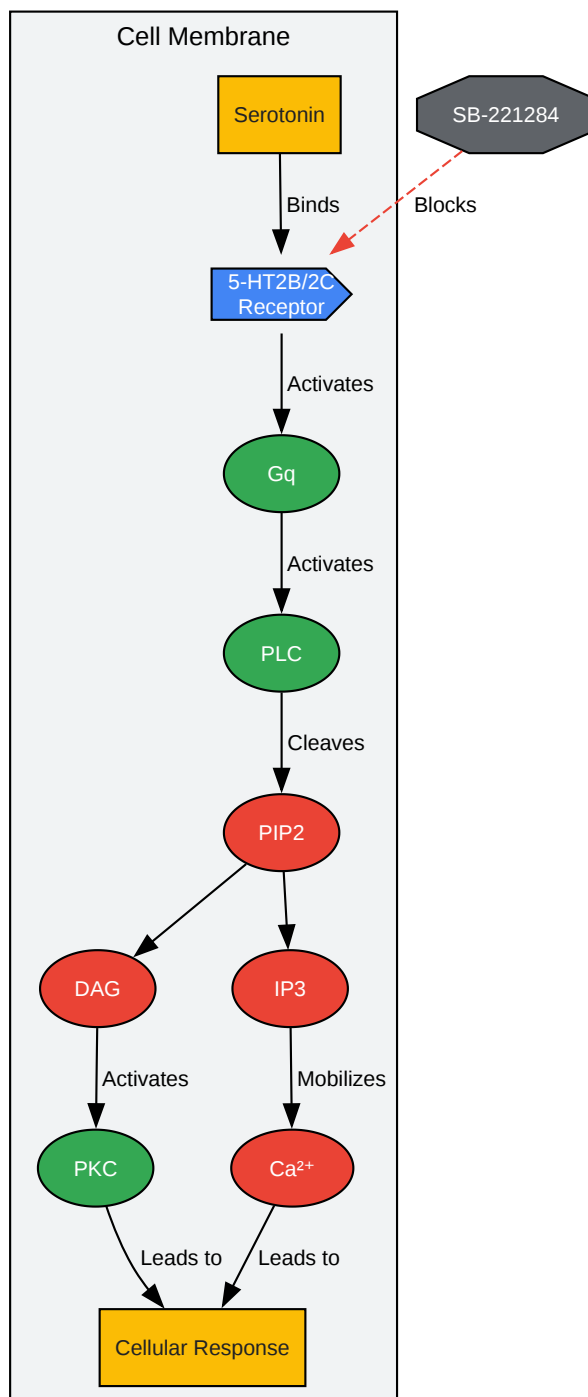 Cell Membrane
Serotonin
SB-221284
Binds
Blocks
5-HT2B/2C
Receptor
Activates
Gq
Activates
PLC
Cleaves
PIP2
DAG
IP3
Activates
Mobilizes
PKC
Ca²⁺
Leads to
Leads to
Cellular Response